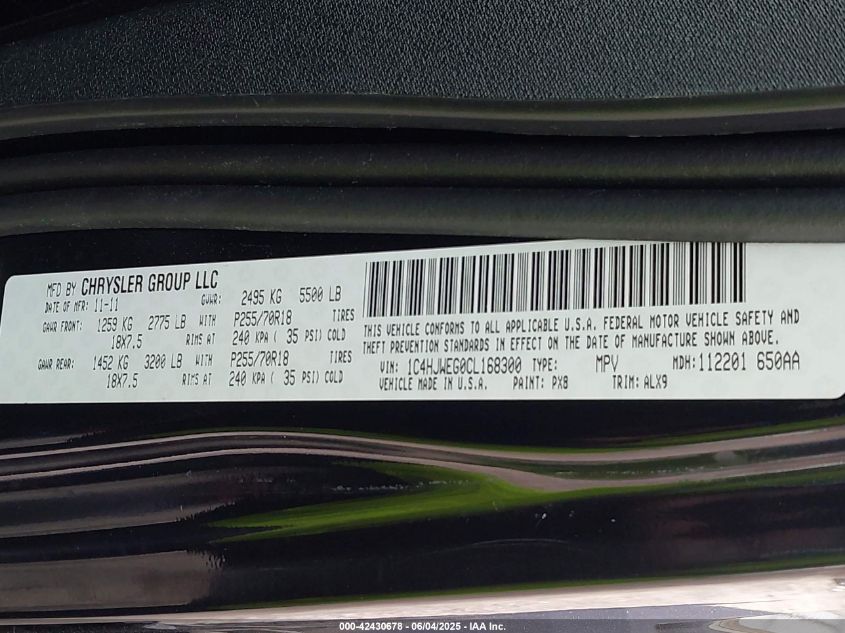 MFD BY CHRYSLER GROUP LLC
DATE OF MFR: 11-11 GVWR: 2495 KG 5500 LB
GAWR FRONT: 1259 KG 2775 LB WITH P255/70R18 TIRES
18X7.5 RIMS AT 240 KPA ( 35 PSI) COLD
GAWR REAR: 1452 KG 3200 LB WITH P255/70R18 TIRES
18X7.5 RIMS AT 240 KPA ( 35 PSI) COLD
THIS VEHICLE CONFORMS TO ALL APPLICABLE U.S.A. FEDERAL MOTOR VEHICLE SAFETY AND
THEFT PREVENTION STANDARDS IN EFFECT ON THE DATE OF MANUFACTURE SHOWN ABOVE.
VIN: 1C4HJWEG0CL168300 TYPE: MPV MDH: 112201 650AA
VEHICLE MADE IN U.S.A. PAINT: PX8 TRIM: ALX9
000-42430678 - 06/04/2025 - IAA Inc.